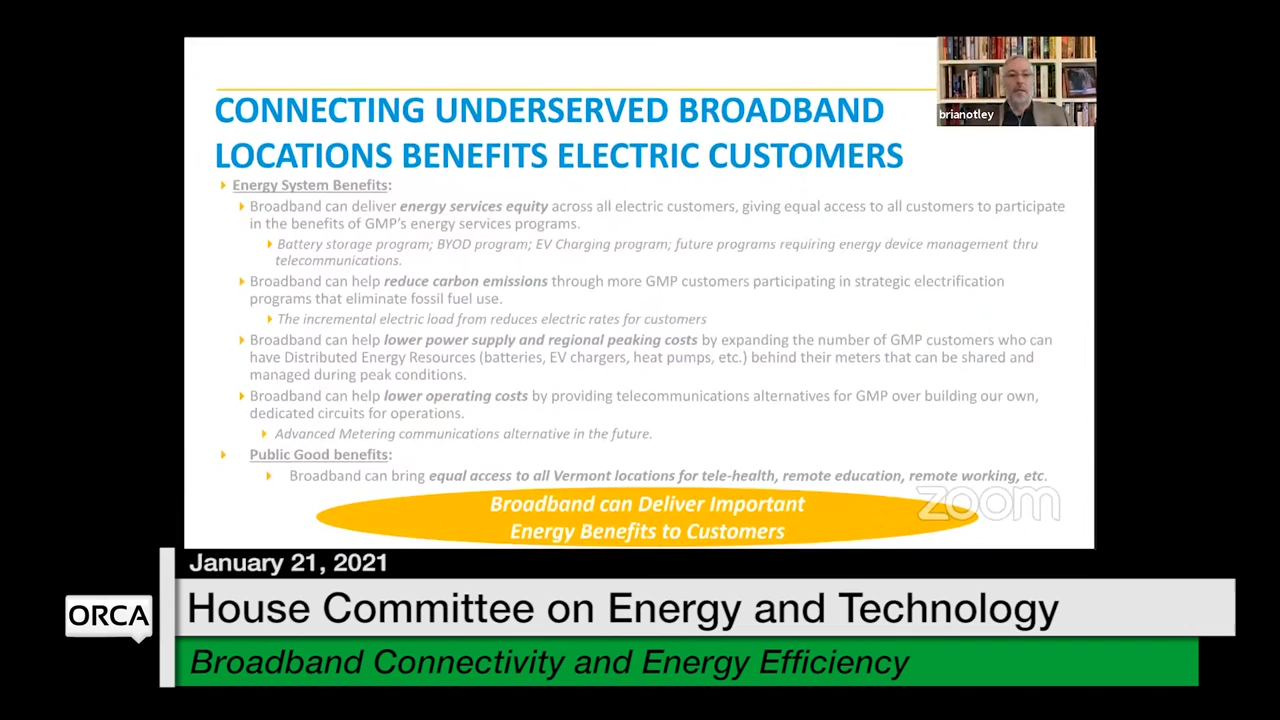 CONNECTING UNDERSERVED BROADBAND
LOCATIONS BENEFITS ELECTRIC CUSTOMERS
brianotley
Energy System Benefits:
Broadband can deliver energy services equity across all electric customers, giving equal access to all customers to participate
in the benefits of GMP's energy services programs.
Battery storage program; BYOD program; EV Charging program; future programs requiring energy device management thru
telecommunications.
Broadband can help reduce carbon emissions through more GMP customers participating in strategic electrification
programs that eliminate fossil fuel use.
The incremental electric load from reduces electric rates for customers
Broadband can help lower power supply and regional peaking costs by expanding the number of GMP customers who can
have Distributed Energy Resources (batteries, EV chargers, heat pumps, etc.) behind their meters that can be shared and
managed during peak conditions.
Broadband can help lower operating costs by providing telecommunications alternatives for GMP over building our own,
dedicated circuits for operations.
Advanced Metering communications alternative in the future.
Public Good benefits:
Broadband can bring equal access to all Vermont locations for tele-health, remote education, remote working, etc.
Broadband can Deliver Important
Energy Benefits to Customers
zoom
January 21, 2021
ORCA
House Committee on Energy and Technology
Broadband Connectivity and Energy Efficiency